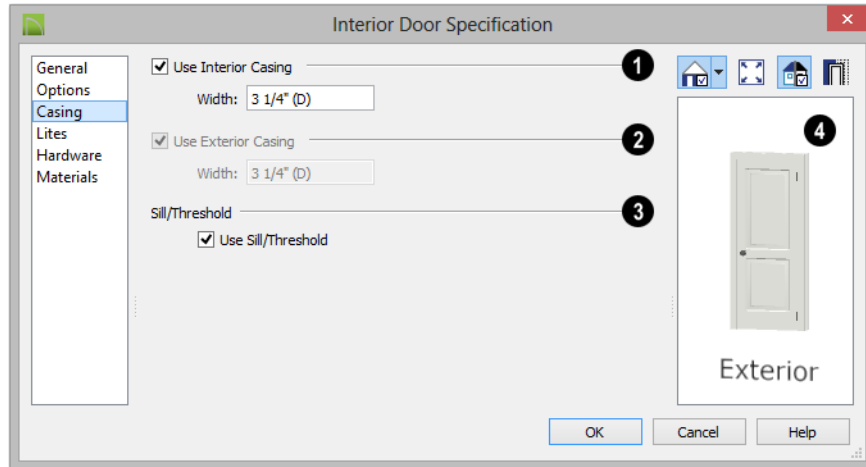 Interior Door Specification
General
Options
Casing
Lites
Hardware
Materials
Use Interior Casing
1
Width: 3 1/4" (D)
Use Exterior Casing
2
Width: 3 1/4" (D)
Sill/Threshold
3
Use Sill/Threshold
4
Exterior
OK
Cancel
Help